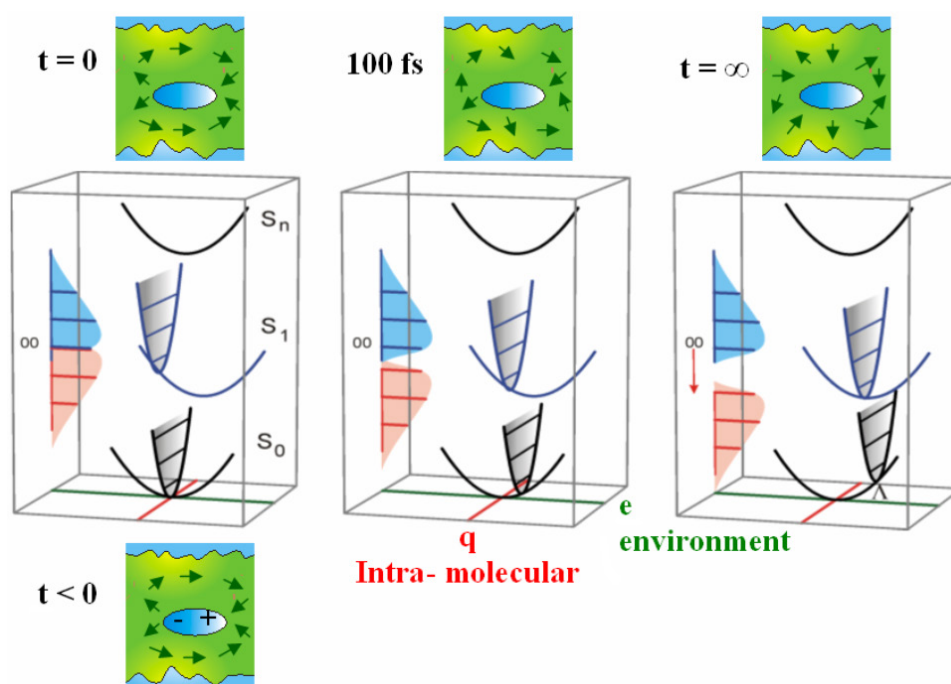 t = 0
100 fs
t = ∞
Sn
S1
S0
00
00
00
λ
e
environment
q
Intra- molecular
t < 0
- +